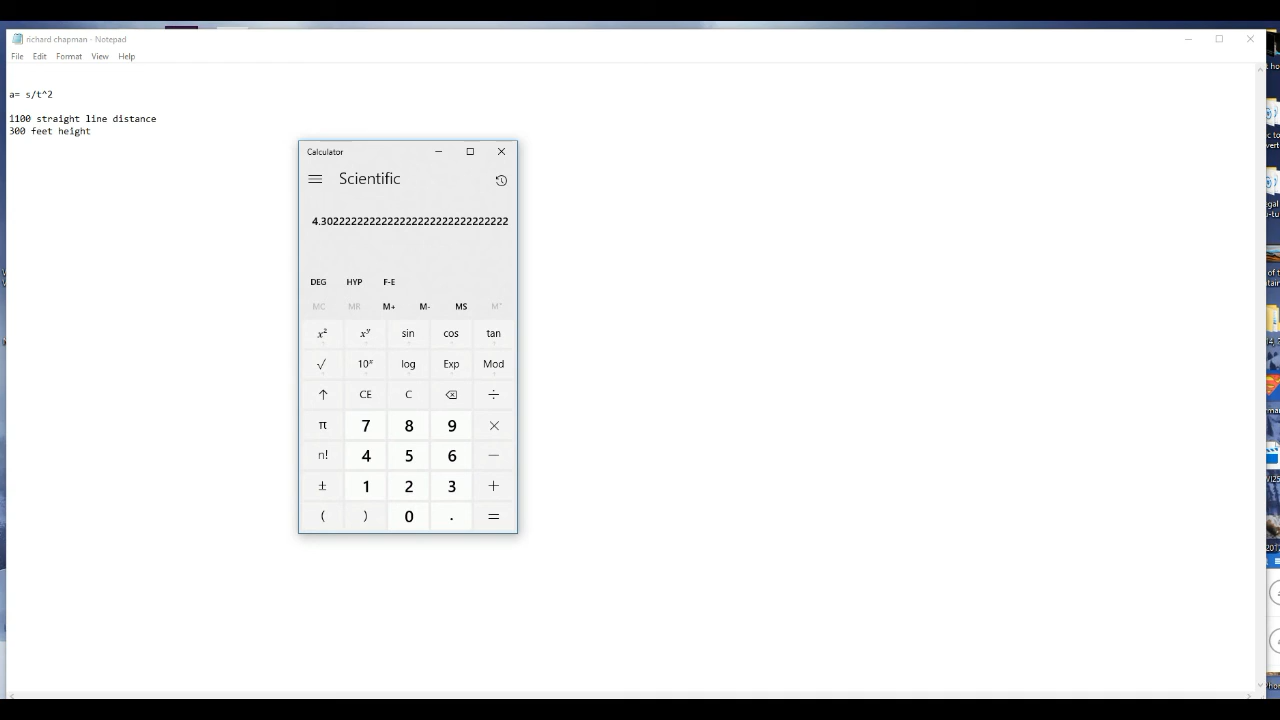 richard chapman - Notepad
File Edit Format View Help
a= s/t^2
1100 straight line distance
300 feet height
Calculator
Scientific
4.3022222222222222222222222222222
DEG HYP F-E
MC MR M+ M- MS M˅
x² xʸ sin cos tan
√ 10ˣ log Exp Mod
↑ CE C ÷
π 7 8 9 ×
n! 4 5 6 −
± 1 2 3 +
( ) 0 . =